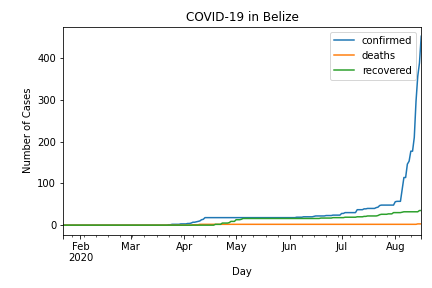 COVID-19 in Belize
confirmed
deaths
recovered
Number of Cases
400
300
200
100
0
Feb
2020
Mar
Apr
May
Jun
Jul
Aug
Day